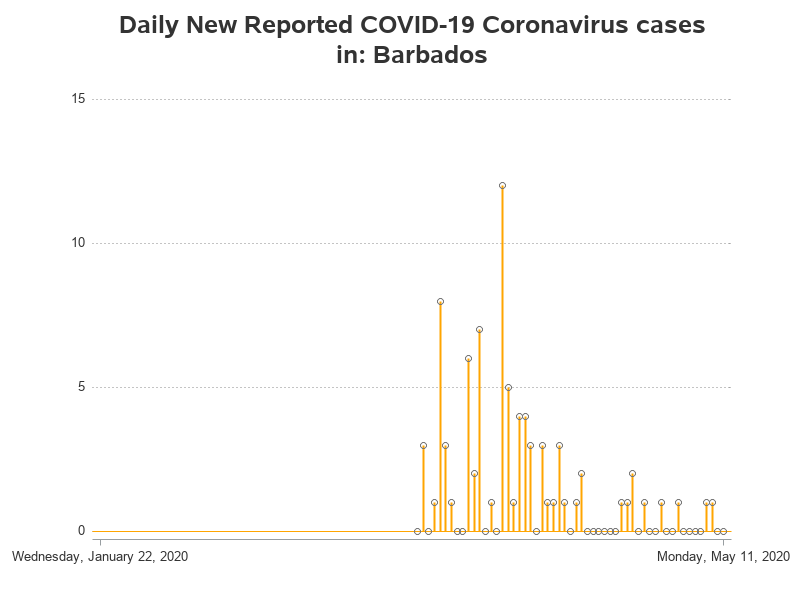 Daily New Reported COVID-19 Coronavirus cases
in: Barbados
15
10
5
0
Wednesday, January 22, 2020
Monday, May 11, 2020